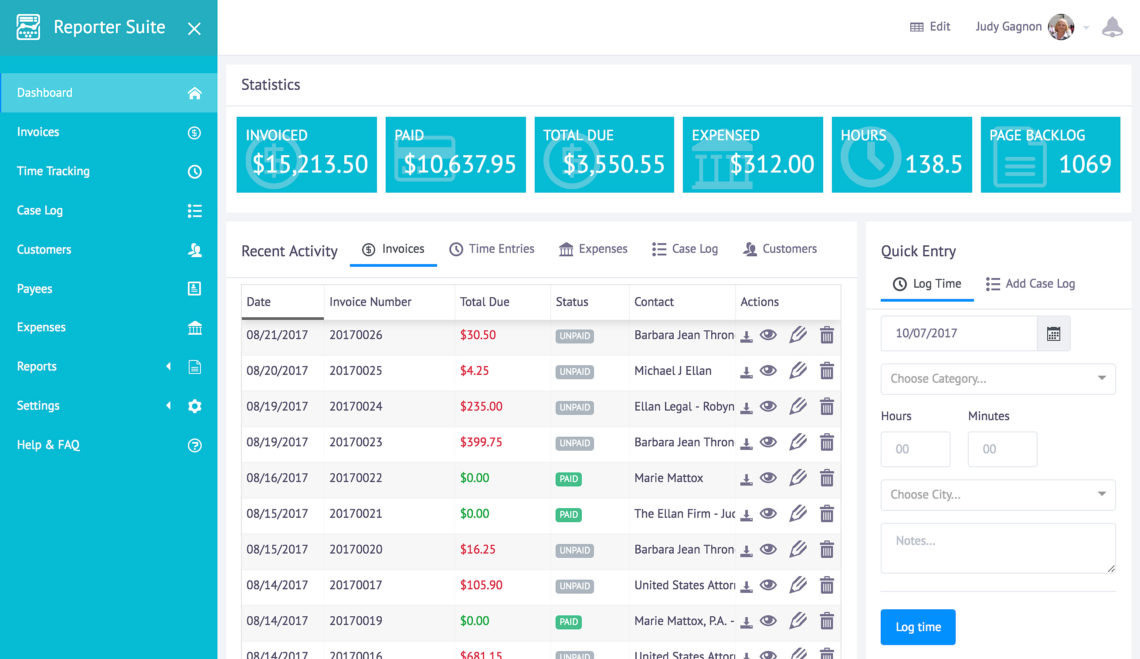 Reporter Suite
Edit
Judy Gagnon
Dashboard
Invoices
Time Tracking
Case Log
Customers
Payees
Expenses
Reports
Settings
Help & FAQ
Statistics
INVOICED
$15,213.50
PAID
$10,637.95
TOTAL DUE
$3,550.55
EXPENSED
$312.00
HOURS
138.5
PAGE BACKLOG
1069
Recent Activity Invoices Time Entries Expenses Case Log Customers
Date Invoice Number Total Due Status Contact Actions
08/21/2017 20170026 $30.50 UNPAID Barbara Jean Thron
08/20/2017 20170025 $4.25 UNPAID Michael J Ellan
08/19/2017 20170024 $235.00 UNPAID Ellan Legal - Robyn
08/19/2017 20170023 $399.75 UNPAID Barbara Jean Thron
08/16/2017 20170022 $0.00 PAID Marie Mattox
08/15/2017 20170021 $0.00 PAID The Ellan Firm - Juc
08/15/2017 20170020 $16.25 UNPAID Barbara Jean Thron
08/14/2017 20170017 $105.90 UNPAID United States Attor
08/14/2017 20170019 $0.00 PAID Marie Mattox, P.A. -
08/14/2017 20170016 $681.15 UNPAID United States Attor
Quick Entry
Log Time Add Case Log
10/07/2017
Choose Category...
Hours Minutes
00 00
Choose City...
Notes...
Log time